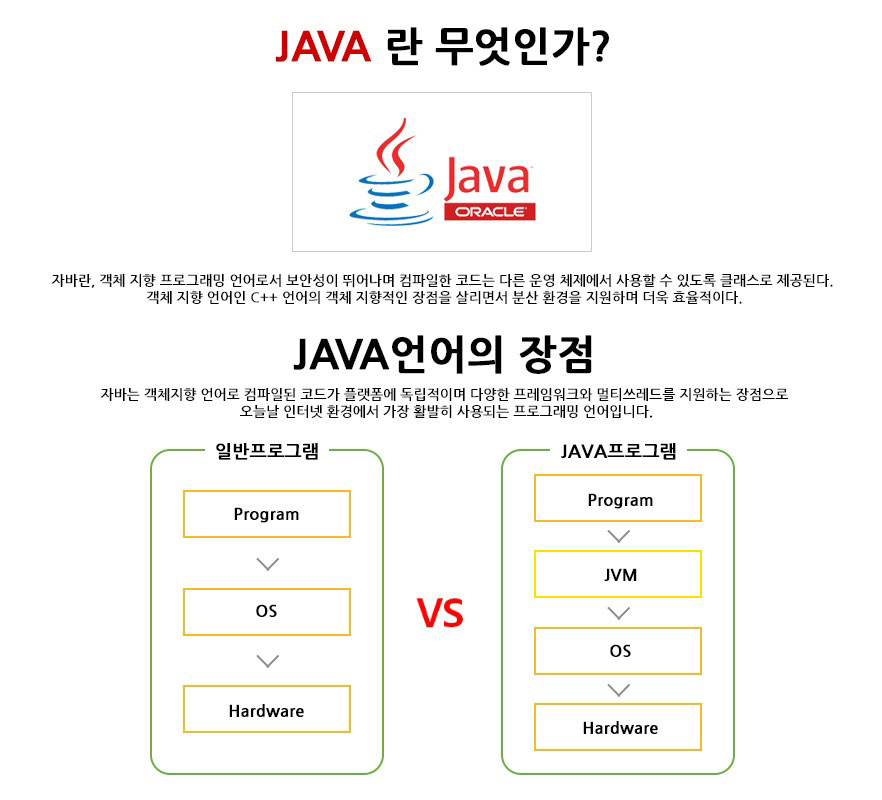 JAVA 란 무엇인가?
Java
ORACLE
자바란, 객체 지향 프로그래밍 언어로서 보안성이 뛰어나며 컴파일한 코드는 다른 운영 체제에서 사용할 수 있도록 클래스로 제공된다.
객체 지향 언어인 C++ 언어의 객체 지향적인 장점을 살리면서 분산 환경을 지원하며 더욱 효율적이다.
JAVA언어의 장점
자바는 객체지향 언어로 컴파일된 코드가 플랫폼에 독립적이며 다양한 프레임워크와 멀티쓰레드를 지원하는 장점으로
오늘날 인터넷 환경에서 가장 활발히 사용되는 프로그래밍 언어입니다.
일반프로그램
Program
OS
Hardware
VS
JAVA프로그램
Program
JVM
OS
Hardware